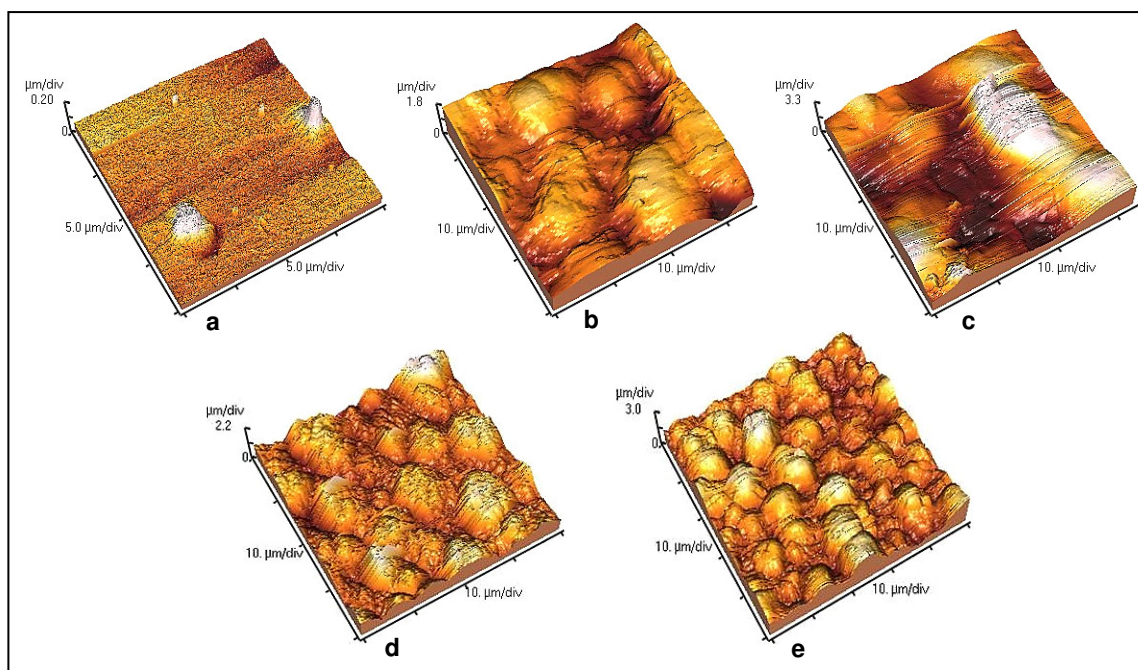 µm/div
0.20
0
5.0 µm/div
5.0 µm/div
a
µm/div
1.8
0
10. µm/div
10. µm/div
b
µm/div
3.3
0
10. µm/div
10. µm/div
c
µm/div
2.2
0
10. µm/div
10. µm/div
d
µm/div
3.0
0
10. µm/div
10. µm/div
e